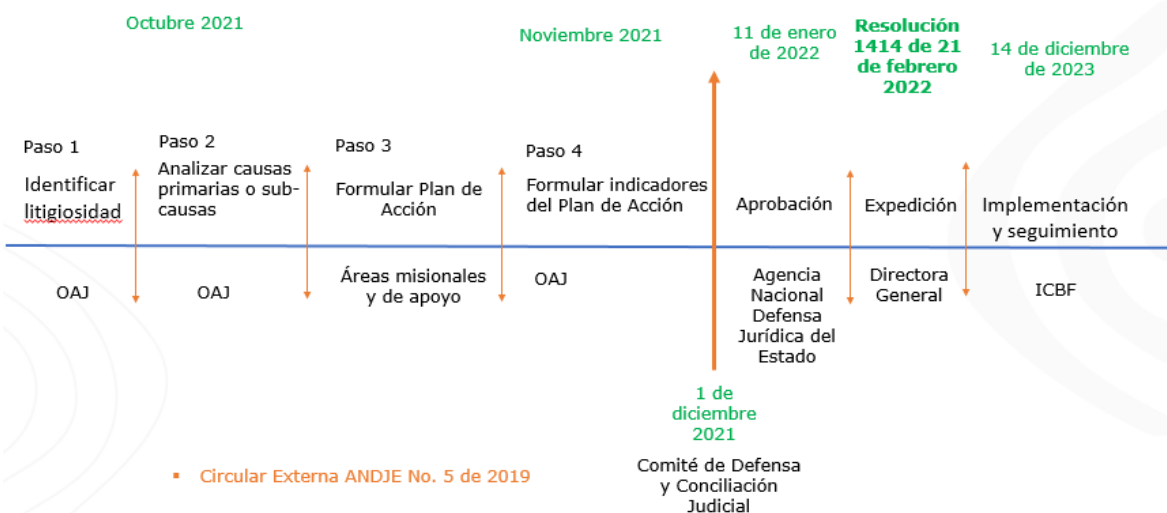 Octubre 2021
Noviembre 2021
11 de enero
de 2022
Resolución
1414 de 21
de febrero
2022
14 de diciembre
de 2023
Paso 1
Identificar
litigiosidad
Paso 2
Analizar causas
primarias o sub-
causas
Paso 3
Formular Plan de
Acción
Paso 4
Formular indicadores
del Plan de Acción
Aprobación
Expedición
Implementación
y seguimiento
OAJ
OAJ
Áreas misionales
y de apoyo
OAJ
Agencia
Nacional
Defensa
Jurídica del
Estado
Directora
General
ICBF
1 de
diciembre
2021
Comité de Defensa
y Conciliación
Judicial
▪ Circular Externa ANDJE No. 5 de 2019